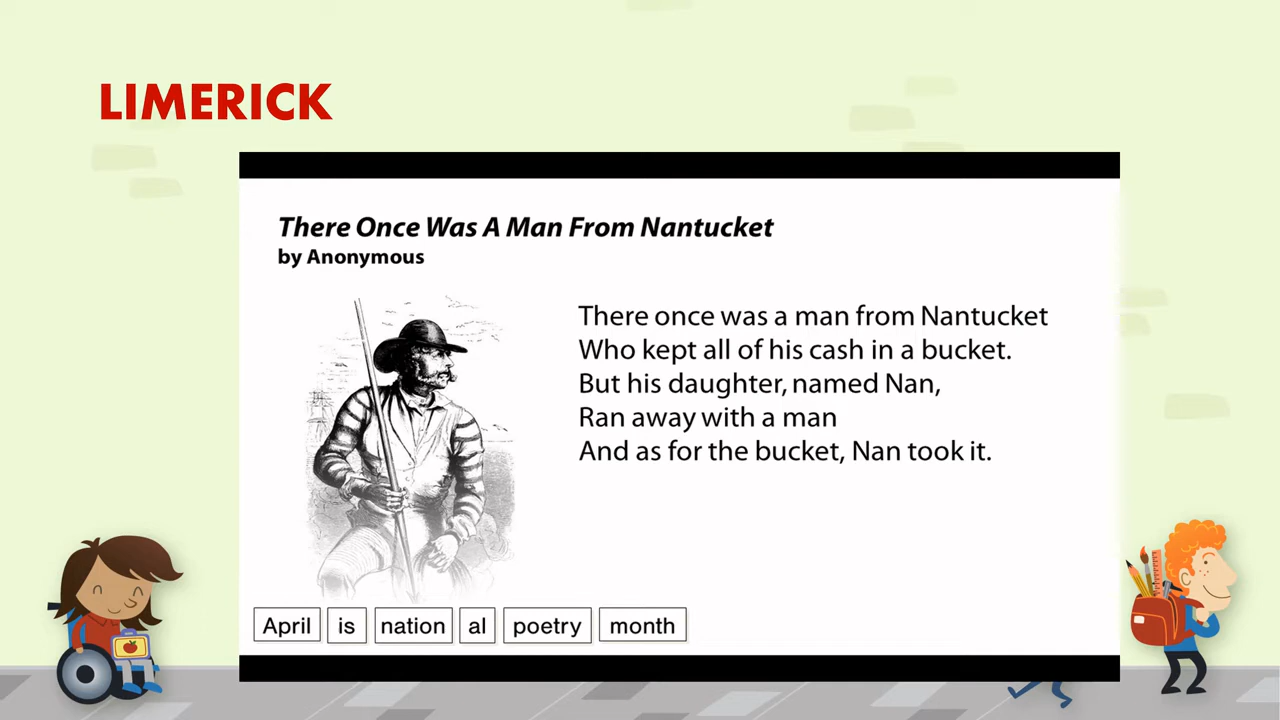 LIMERICK
There Once Was A Man From Nantucket
by Anonymous
There once was a man from Nantucket
Who kept all of his cash in a bucket.
But his daughter, named Nan,
Ran away with a man
And as for the bucket, Nan took it.
April is nation al poetry month